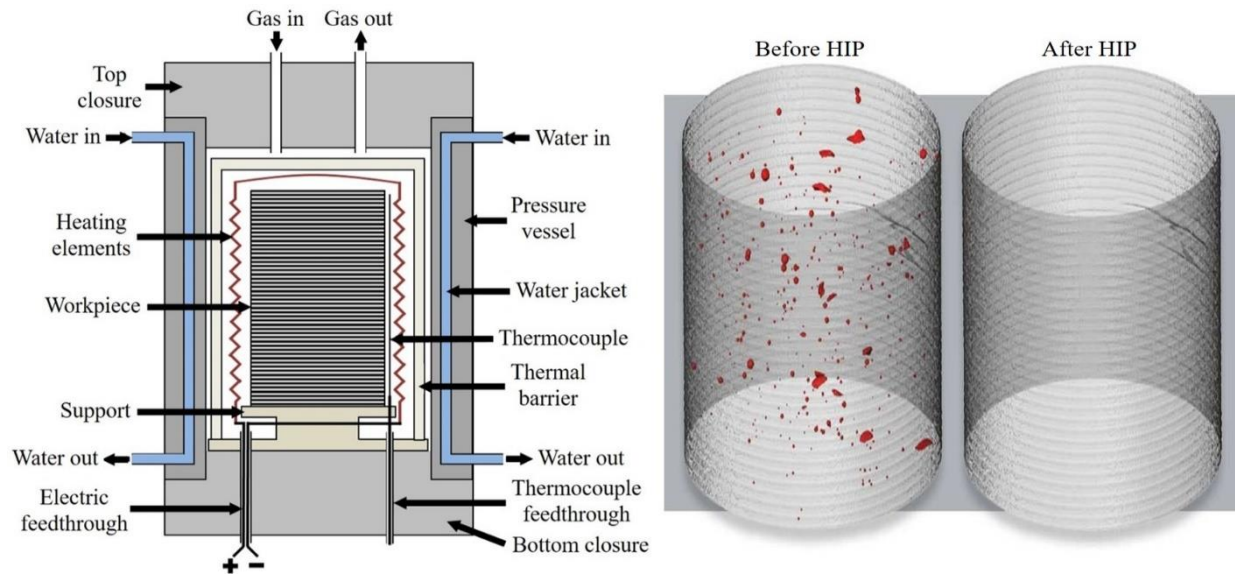 Gas in
Gas out
Top
closure
Water in
Water in
Heating
elements
Pressure
vessel
Workpiece
Water jacket
Thermocouple
Thermal
barrier
Support
Water out
Water out
Electric
feedthrough
Thermocouple
feedthrough
Bottom closure
+ -
Before HIP
After HIP